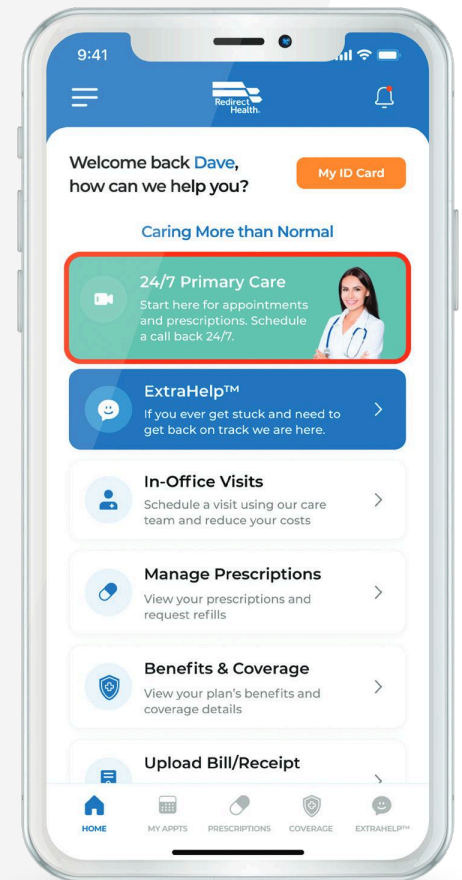 9:41
Redirect
Health.
Welcome back Dave,
how can we help you?
My ID Card
Caring More than Normal
24/7 Primary Care
Start here for appointments
and prescriptions. Schedule
a call back 24/7.
ExtraHelp™
If you ever get stuck and need to
get back on track we are here.
In-Office Visits
Schedule a visit using our care
team and reduce your costs
Manage Prescriptions
View your prescriptions and
request refills
Benefits & Coverage
View your plan's benefits and
coverage details
Upload Bill/Receipt
HOME
MY APPTS
PRESCRIPTIONS
COVERAGE
EXTRAHELP™